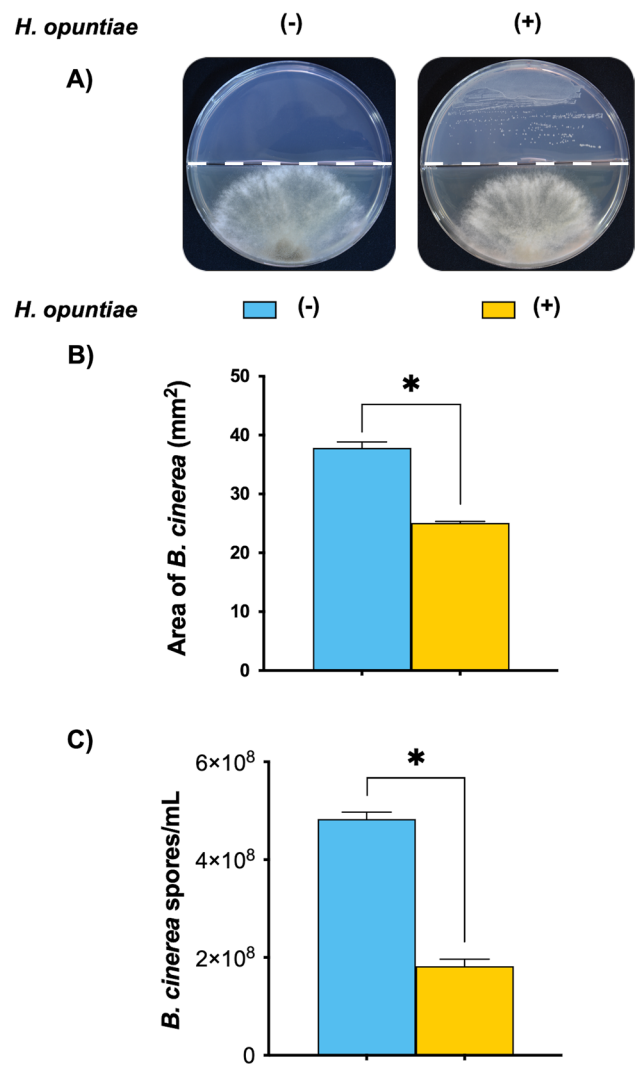 H. opuntiae (-) (+)
A)
H. opuntiae (-) (+)
B)
Area of B. cinerea (mm²)
50
40
30
20
10
0
*
C)
B. cinerea spores/mL
6×10⁸
4×10⁸
2×10⁸
0
*